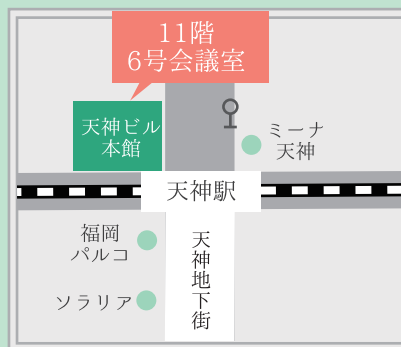 11階
6号会議室
天神ビル
本館
ミーナ
天神
天神駅
福岡
パルコ
天神地下街
ソラリア